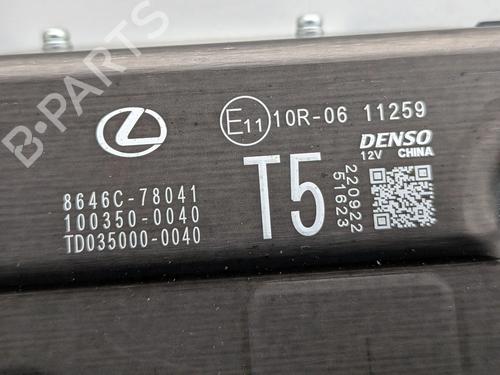 E11 10R-06 11259
DENSO
12V CHINA
8646C-78041
100350-0040
TD035000-0040
T5
220922
51623
B-PARTS